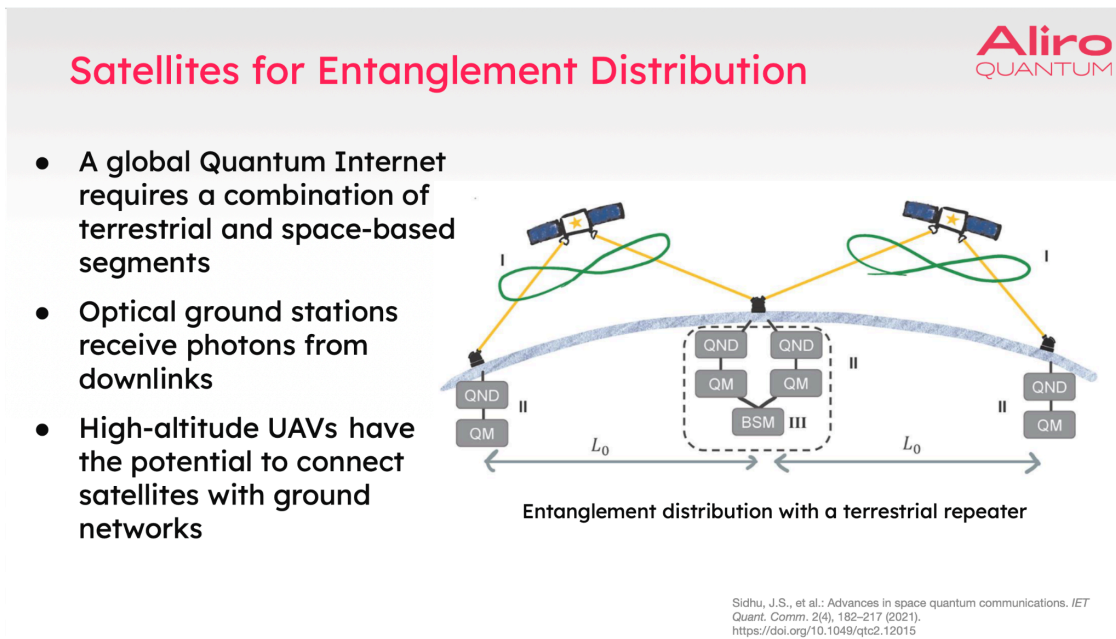 Satellites for Entanglement Distribution
Aliro
QUANTUM
● A global Quantum Internet
requires a combination of
terrestrial and space-based
segments
● Optical ground stations
receive photons from
downlinks
● High-altitude UAVs have
the potential to connect
satellites with ground
networks
I
I
QND
QM
II
QND
QND
QM
QM
BSM
III
II
QND
QM
II
L₀
L₀
Entanglement distribution with a terrestrial repeater
Sidhu, J.S., et al.: Advances in space quantum communications. IET
Quant. Comm. 2(4), 182–217 (2021).
https://doi.org/10.1049/qtc2.12015